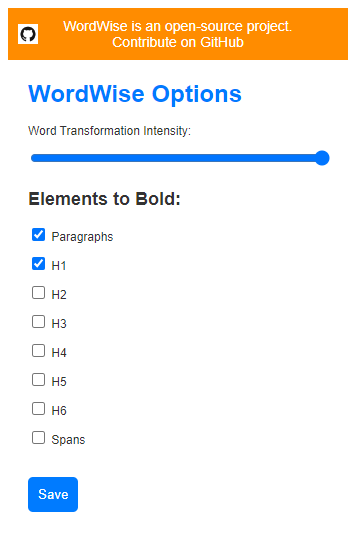 WordWise is an open-source project.
Contribute on GitHub
WordWise Options
Word Transformation Intensity:
Elements to Bold:
Paragraphs
H1
H2
H3
H4
H5
H6
Spans
Save